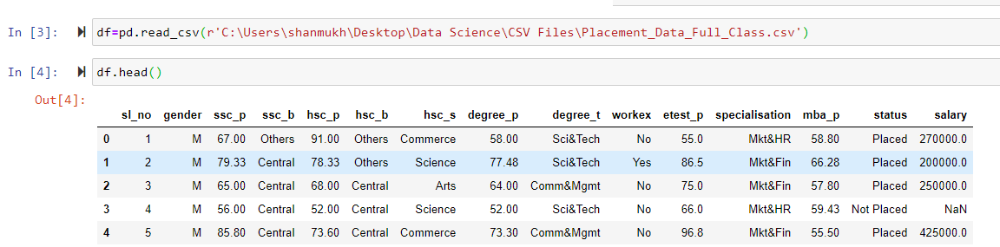 In [3]: df=pd.read_csv(r'C:\Users\shanmukh\Desktop\Data Science\CSV Files\Placement_Data_Full_Class.csv')
In [4]: df.head()
Out[4]:
sl_no gender ssc_p ssc_b hsc_p hsc_b hsc_s degree_p degree_t workex etest_p specialisation mba_p status salary
0 1 M 67.00 Others 91.00 Others Commerce 58.00 Sci&Tech No 55.0 Mkt&HR 58.80 Placed 270000.0
1 2 M 79.33 Central 78.33 Others Science 77.48 Sci&Tech Yes 86.5 Mkt&Fin 66.28 Placed 200000.0
2 3 M 65.00 Central 68.00 Central Arts 64.00 Comm&Mgmt No 75.0 Mkt&Fin 57.80 Placed 250000.0
3 4 M 56.00 Central 52.00 Central Science 52.00 Sci&Tech No 66.0 Mkt&HR 59.43 Not Placed NaN
4 5 M 85.80 Central 73.60 Central Commerce 73.30 Comm&Mgmt No 96.8 Mkt&Fin 55.50 Placed 425000.0